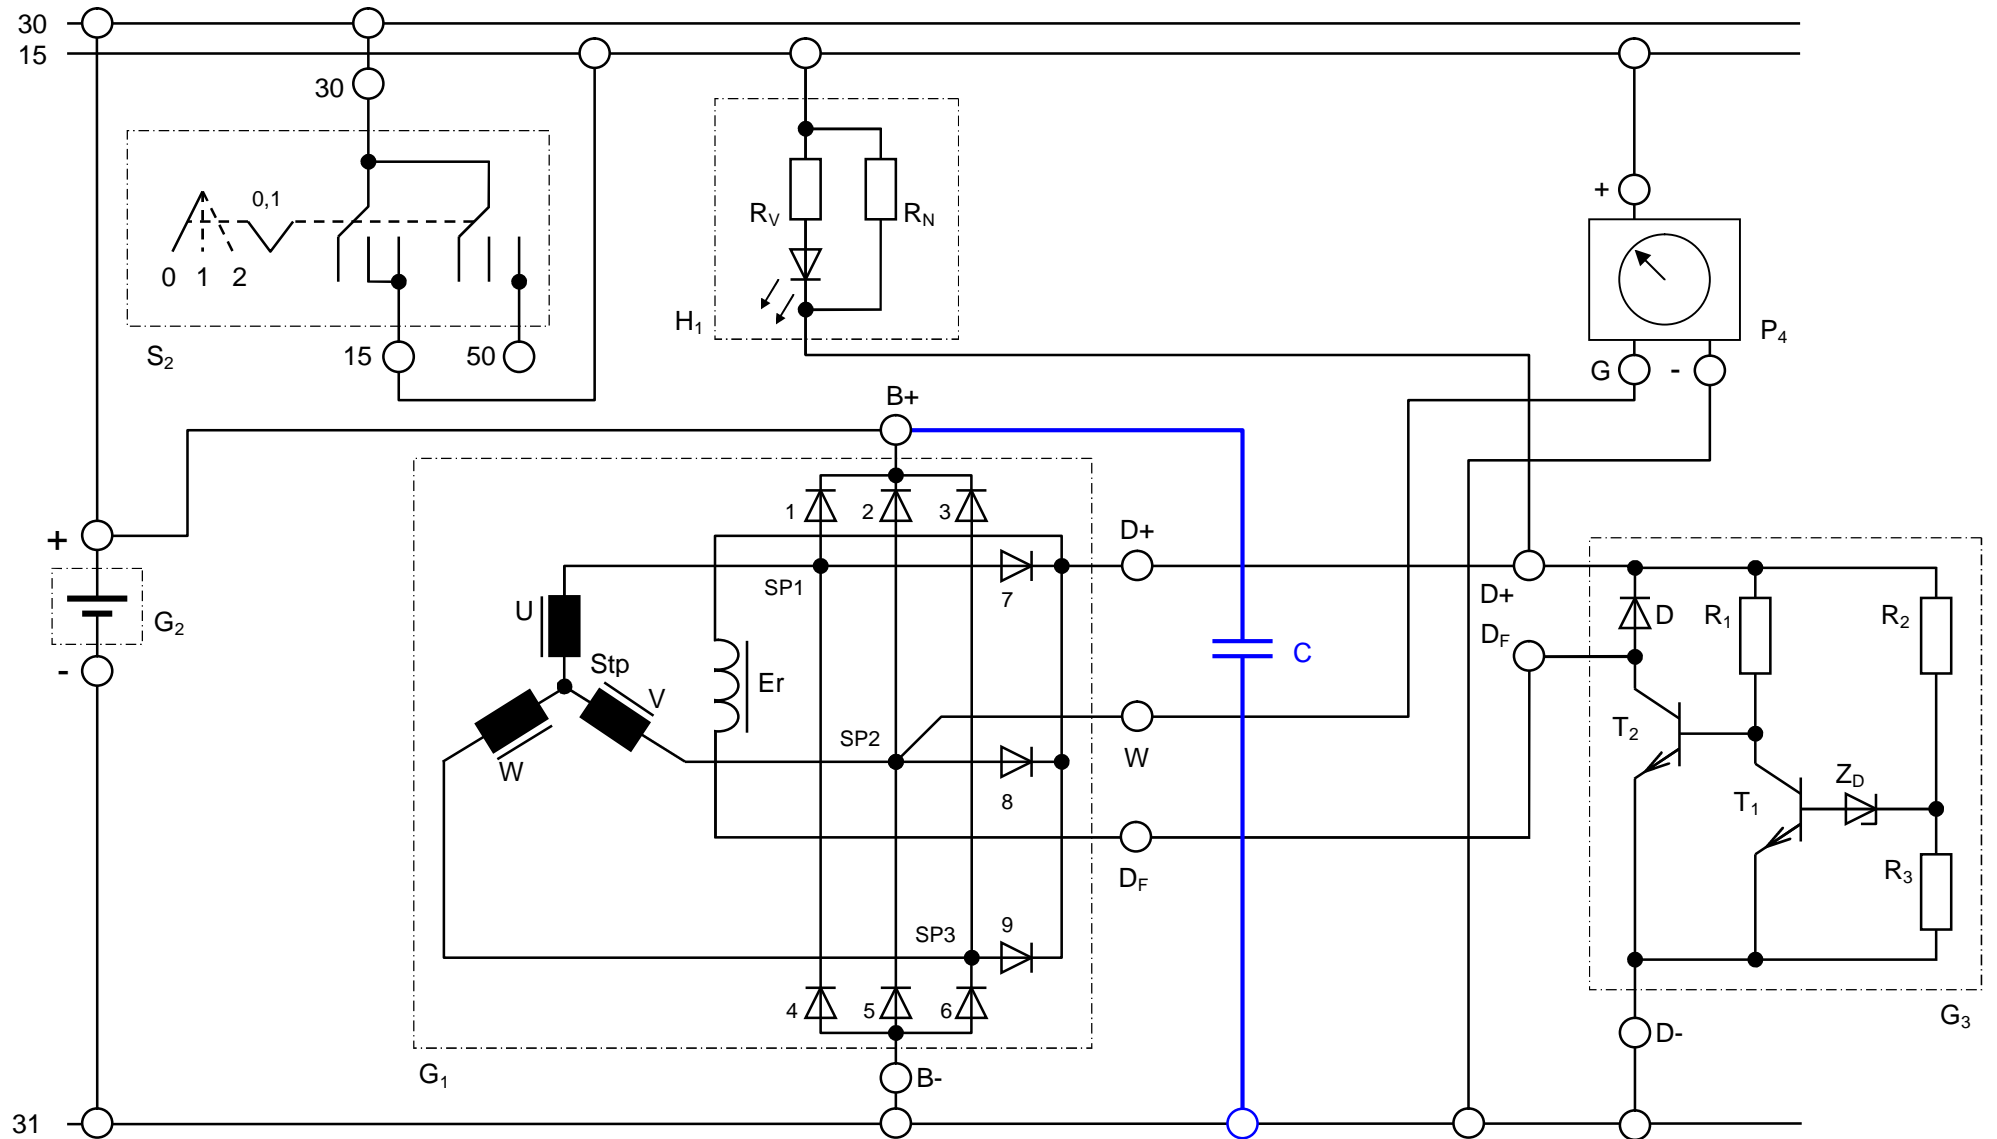 30
15
30
0,1
0 1 2
S2
15
50
RV
RN
H1
+
P4
G
-
B+
+
G2
-
1
2
3
D+
SP1
7
U
Stp
V
W
Er
C
D+
DF
D
R1
R2
SP2
W
8
T2
T1
ZD
DF
R3
SP3
9
4
5
6
G1
B-
D-
G3
31